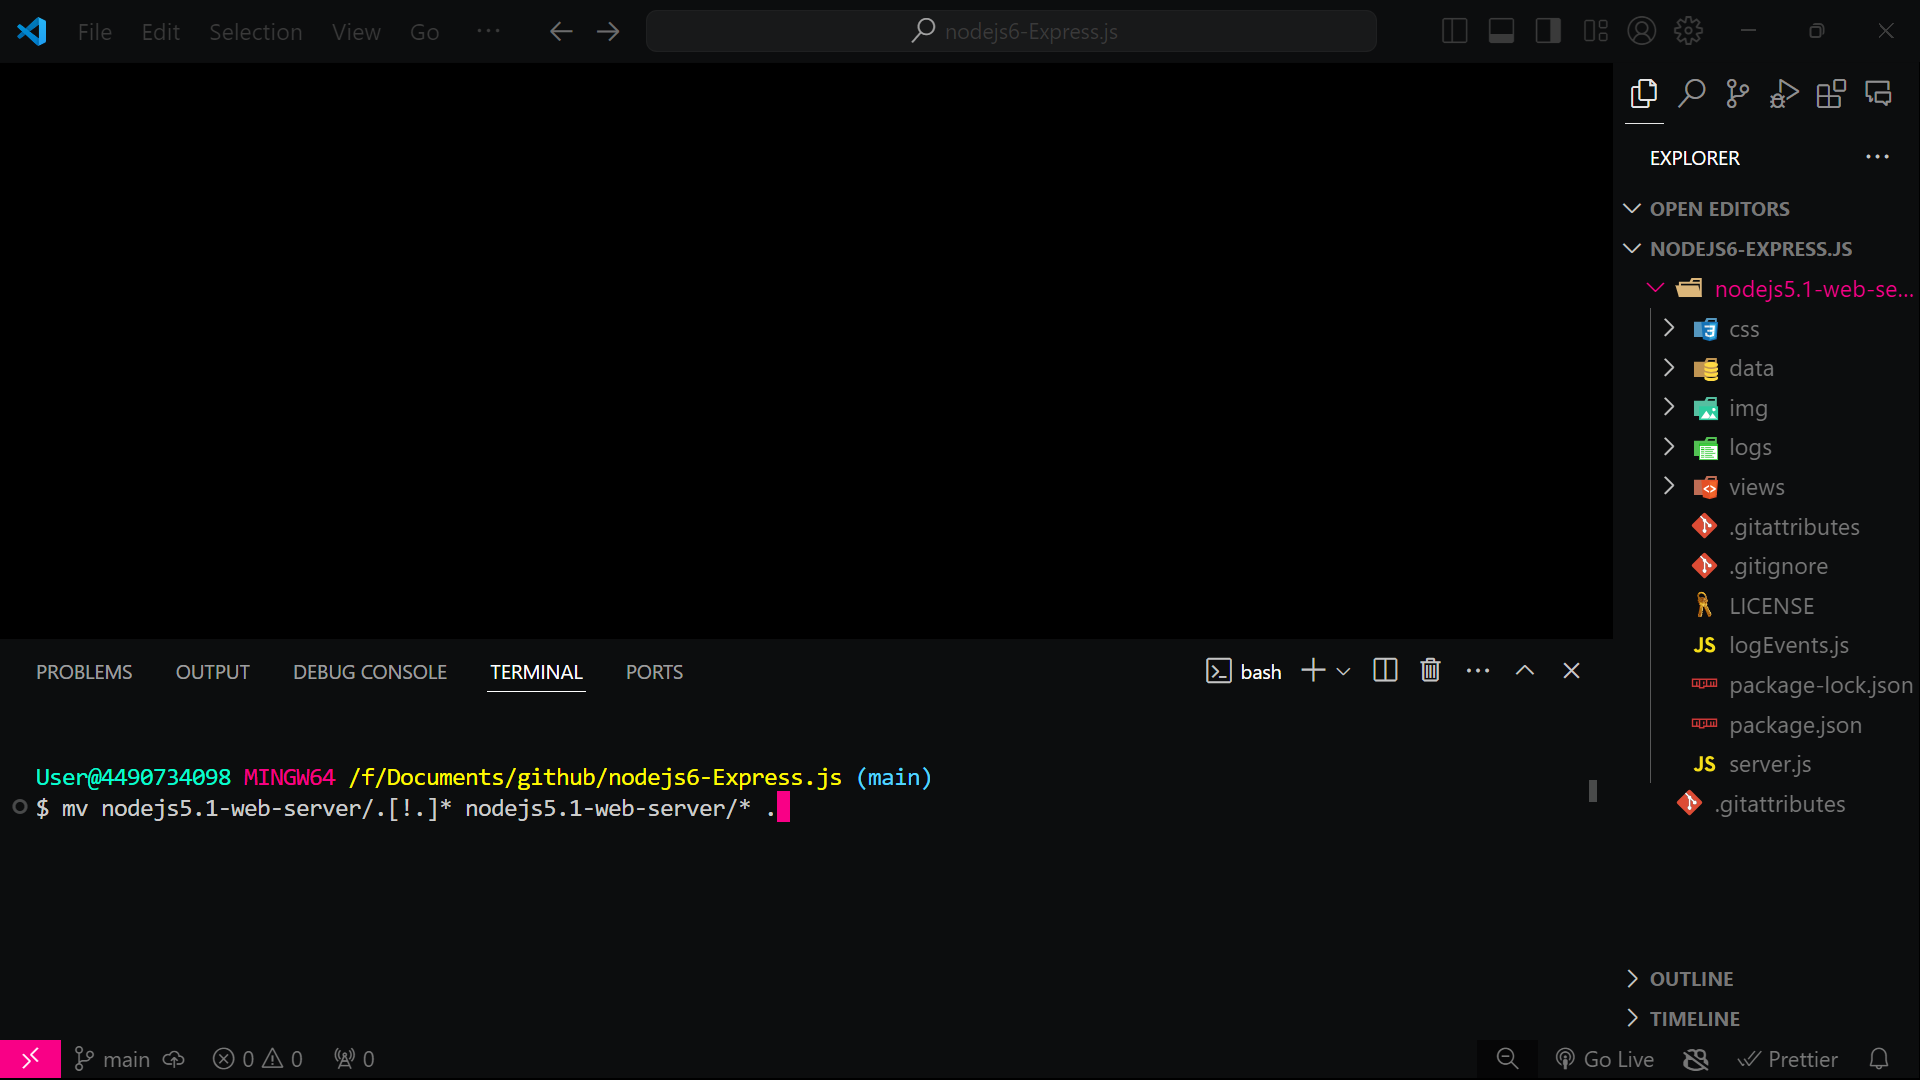 File Edit Selection View Go ···
nodejs6-Express.js
EXPLORER
OPEN EDITORS
NODEJS6-EXPRESS.JS
nodejs5.1-web-se...
css
data
img
logs
views
.gitattributes
.gitignore
LICENSE
JS logEvents.js
package-lock.json
package.json
JS server.js
.gitattributes
OUTLINE
TIMELINE
PROBLEMS OUTPUT DEBUG CONSOLE TERMINAL PORTS
bash
User@4490734098 MINGW64 /f/Documents/github/nodejs6-Express.js (main)
$ mv nodejs5.1-web-server/.[!.]* nodejs5.1-web-server/* .
main 0 0 0
Go Live Prettier